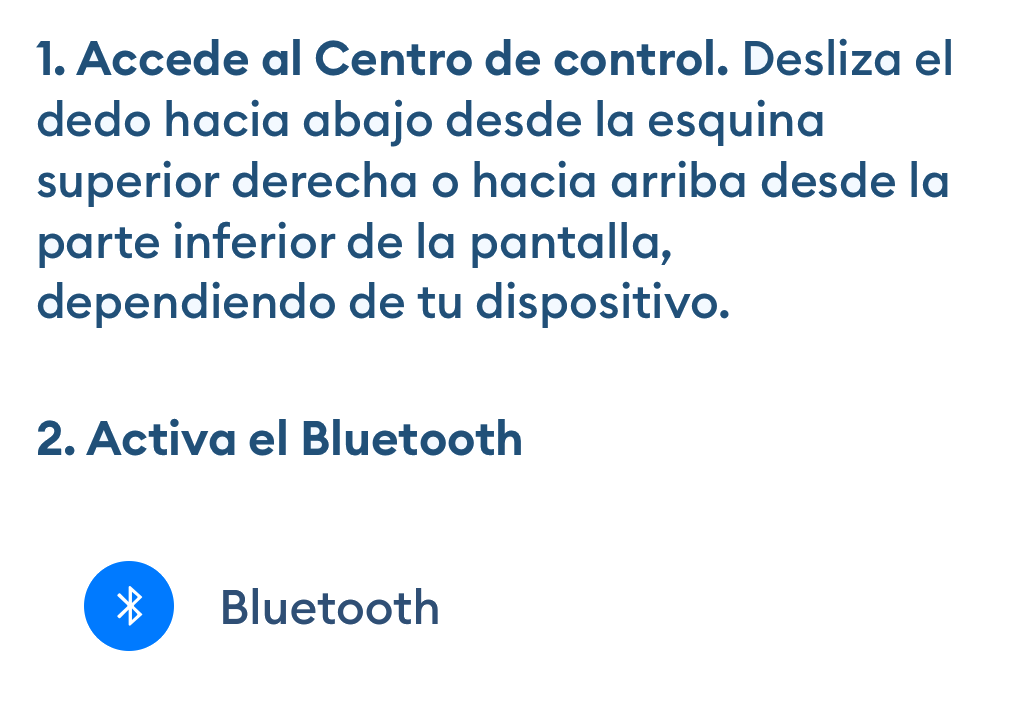 1. Accede al Centro de control. Desliza el
dedo hacia abajo desde la esquina
superior derecha o hacia arriba desde la
parte inferior de la pantalla,
dependiendo de tu dispositivo.
2. Activa el Bluetooth
Bluetooth